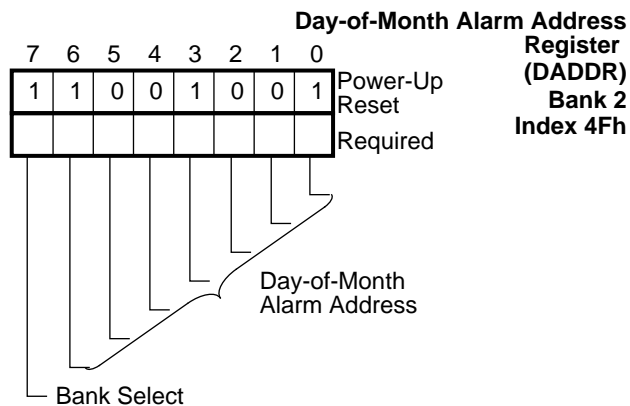 Day-of-Month Alarm Address
Register
(DADDR)
Bank 2
Index 4Fh
7 6 5 4 3 2 1 0
1 1 0 0 1 0 0 1
Power-Up
Reset
Required
Day-of-Month
Alarm Address
Bank Select